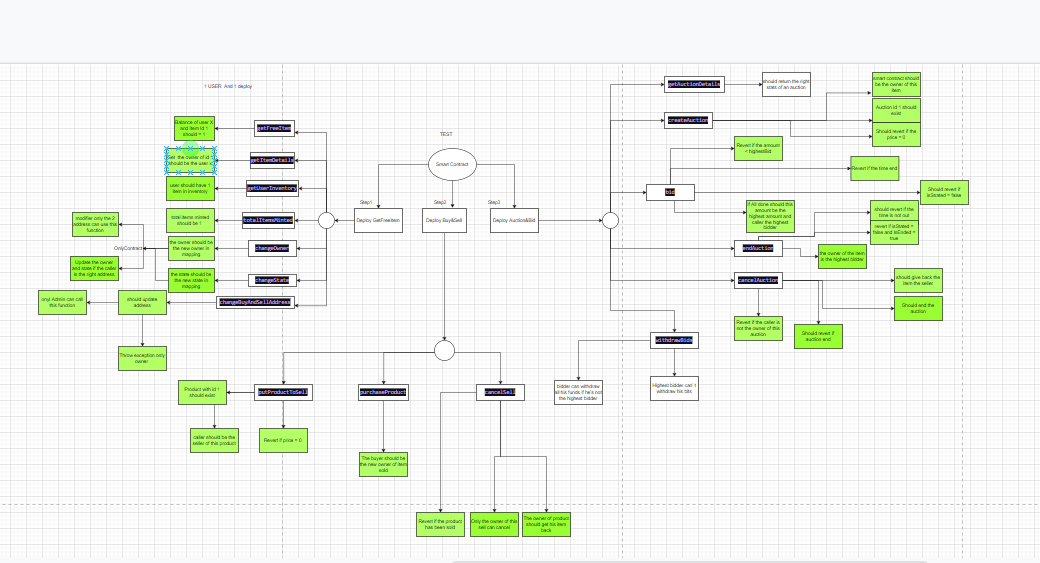 1 USER And 1 deploy
TEST
Smart Contract
Step1
Step2
Step3
Deploy GetFreeItem
Deploy Buy&Sell
Deploy Auction&Bid
getFreeItem
Balance of user X
and item id 1
should = 1
getItemDetails
Get the owner of id 1
should be the user x
getUserInventory
user should have 1
item in inventory
totalItemsMinted
total items minted
should be 1
changeOwner
the owner should be
the new owner in
mapping
OnlyContract
modifier only the 2
address can use this
function
Update the owner
and state if the caller
is the right address
changeState
the state should be
the new state in
mapping
changeBuyAndSellAddress
should update
address
only Admin can call
this function
Throw exception only
owner
putProductToSell
Product with id 1
should exist
caller should be the
seller of this product
Revert if price = 0
purchaseProduct
The buyer should be
the new owner of item
sold
cancelSell
Revert if the product
has been sold
Only the owner of this
sell can cancel
The owner of product
should get his item
back
getAuctionDetails
should return the right
stats of an auction
createAuction
smart contract should
be the owner of this
item
Auction id 1 should
exist
Should revert if the
price = 0
bid
Revert if the amount
< highestBid
Revert if the time end
Should revert if
isStated = false
if All done should this
amount be the
highest amount and
caller the highest
bidder
endAuction
should revert if the
time is not out
revert if isStated =
false and isEnded =
true
the owner of the item
is the highest bidder
cancelAuction
should give back the
item the seller
Should end the
auction
Revert if the caller is
not the owner of this
auction
Should revert if
auction end
withdrawBids
bidder can withdraw
all his funds if he's not
the highest bidder
Highest bidder can't
withdraw his bits